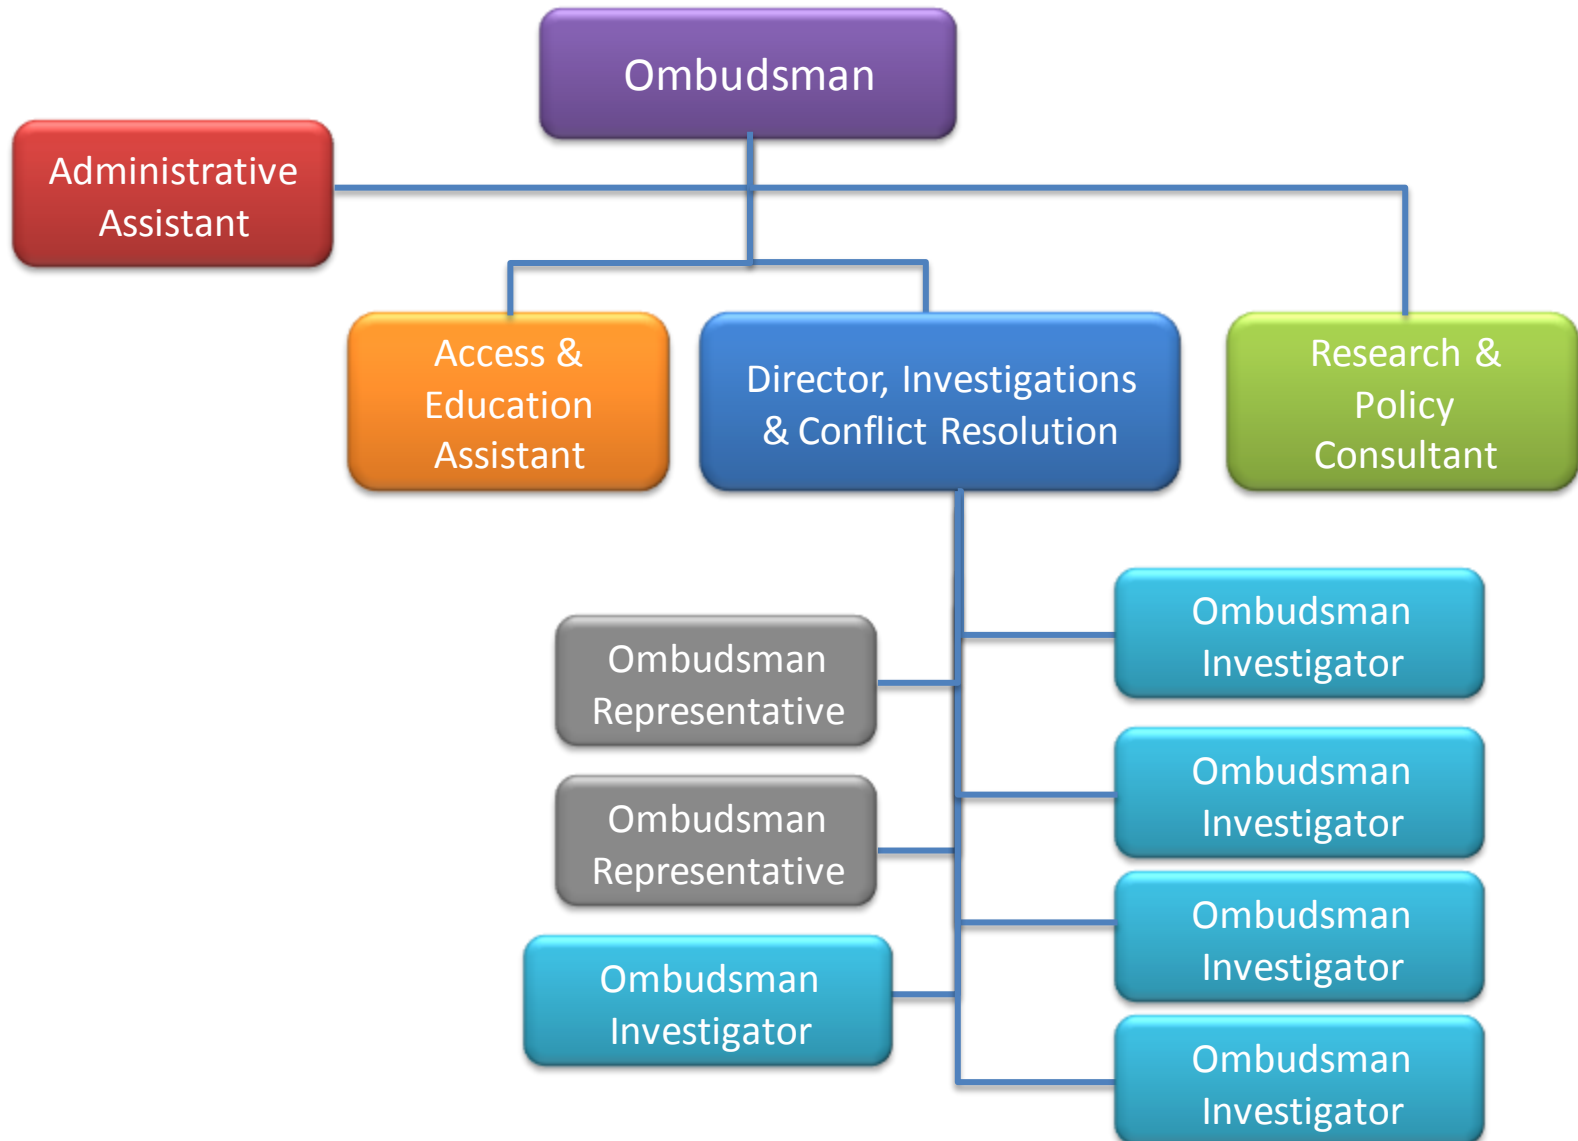 Ombudsman
Administrative
Assistant
Access &
Education
Assistant
Director, Investigations
& Conflict Resolution
Research &
Policy
Consultant
Ombudsman
Representative
Ombudsman
Representative
Ombudsman
Investigator
Ombudsman
Investigator
Ombudsman
Investigator
Ombudsman
Investigator
Ombudsman
Investigator